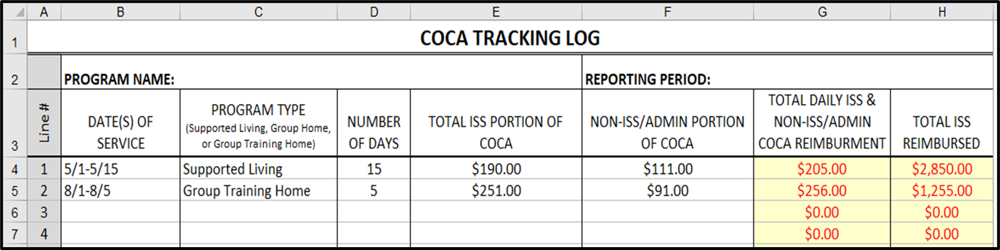 A B C D E F G H
1 COCA TRACKING LOG
2 PROGRAM NAME: REPORTING PERIOD:
3 Line # DATE(S) OF SERVICE PROGRAM TYPE (Supported Living, Group Home, or Group Training Home) NUMBER OF DAYS TOTAL ISS PORTION OF COCA NON-ISS/ADMIN PORTION OF COCA TOTAL DAILY ISS & NON-ISS/ADMIN COCA REIMBURMENT TOTAL ISS REIMBURSED
4 1 5/1-5/15 Supported Living 15 $190.00 $111.00 $205.00 $2,850.00
5 2 8/1-8/5 Group Training Home 5 $251.00 $91.00 $256.00 $1,255.00
6 3 $0.00 $0.00
7 4 $0.00 $0.00